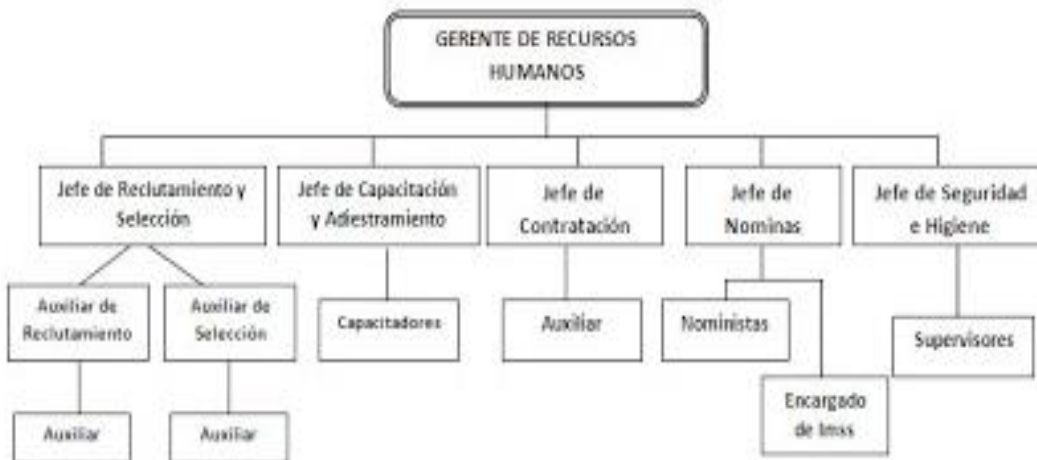 GERENTE DE RECURSOS
HUMANOS
Jefe de Reclutamiento y
Selección
Jefe de Capacitación
y Adiestramiento
Jefe de
Contratación
Jefe de
Nominas
Jefe de Seguridad
e Higiene
Auxiliar de
Reclutamiento
Auxiliar de
Selección
Capacitadores
Auxiliar
Noministas
Supervisores
Encargado
de Imss
Auxiliar
Auxiliar